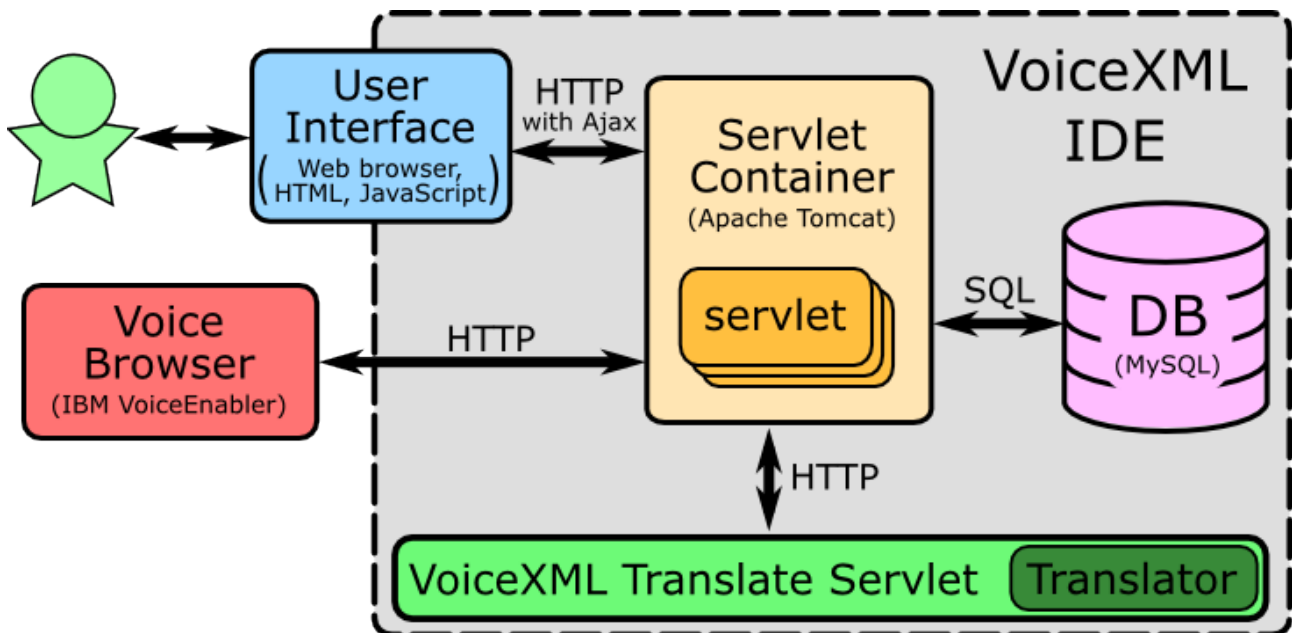 VoiceXML
IDE
User
Interface
(Web browser,
HTML, JavaScript)
HTTP
with Ajax
Servlet
Container
(Apache Tomcat)
servlet
SQL
DB
(MySQL)
Voice
Browser
(IBM VoiceEnabler)
HTTP
HTTP
VoiceXML Translate Servlet
Translator